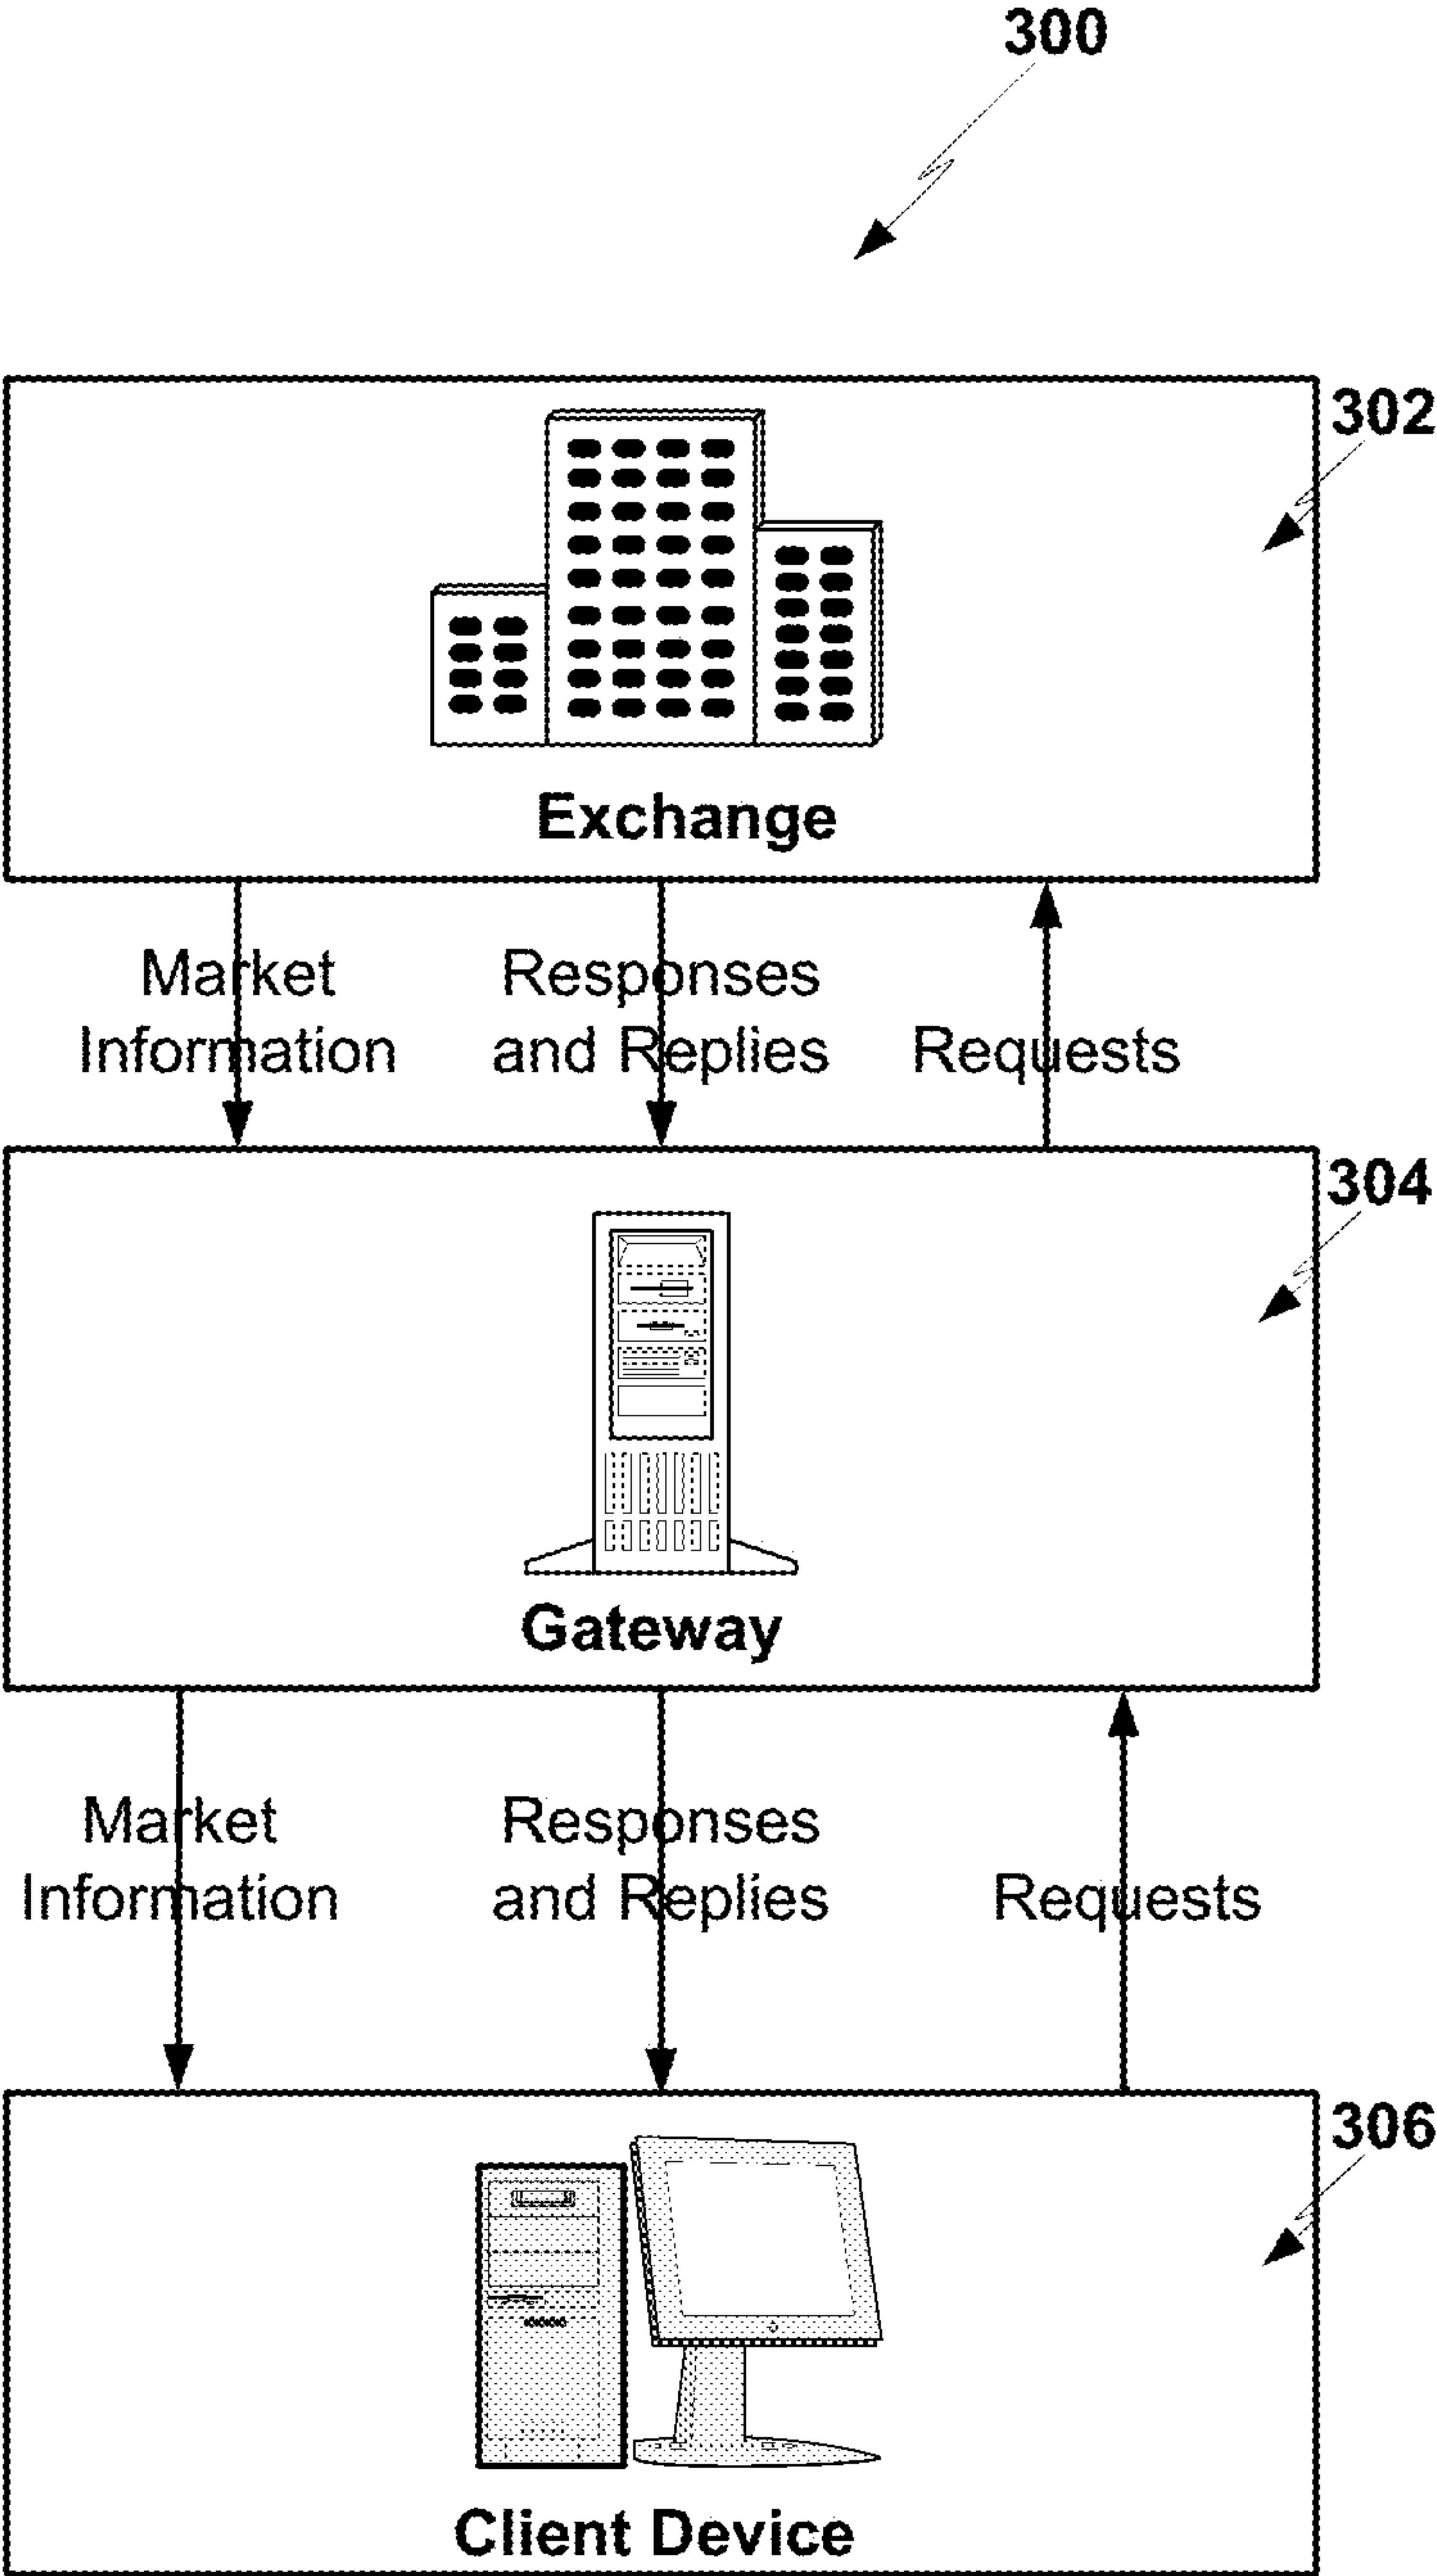 300
302
Exchange
Market
Information
Responses
and Replies
Requests
304
Gateway
Market
Information
Responses
and Replies
Requests
306
Client Device